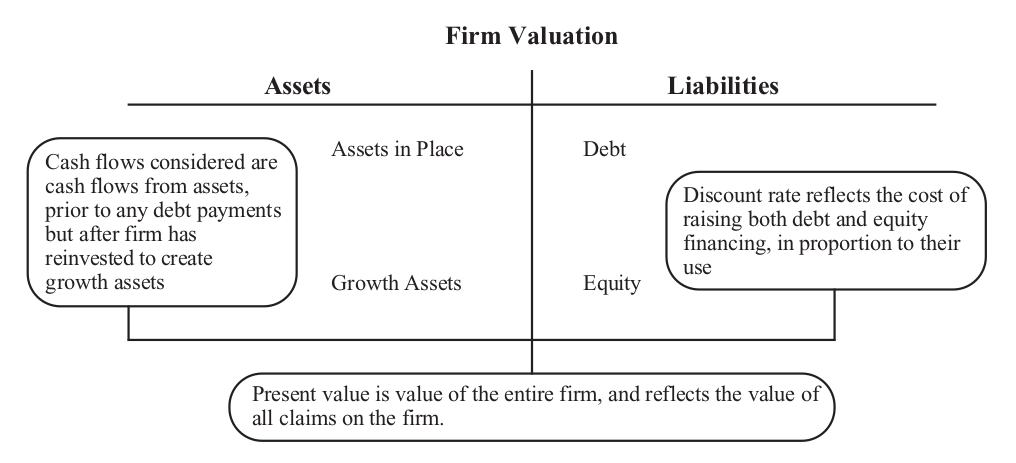 Firm Valuation
Assets
Liabilities
Assets in Place
Debt
Cash flows considered are
cash flows from assets,
prior to any debt payments
but after firm has
reinvested to create
growth assets
Discount rate reflects the cost of
raising both debt and equity
financing, in proportion to their
use
Growth Assets
Equity
Present value is value of the entire firm, and reflects the value of
all claims on the firm.